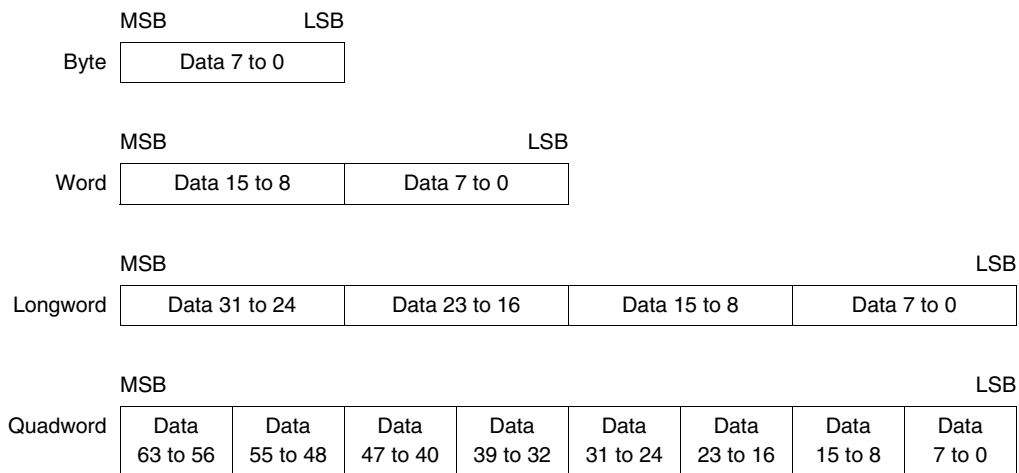 MSB LSB
Byte Data 7 to 0
MSB LSB
Word Data 15 to 8 Data 7 to 0
MSB LSB
Longword Data 31 to 24 Data 23 to 16 Data 15 to 8 Data 7 to 0
MSB LSB
Quadword Data Data Data Data Data Data Data Data
63 to 56 55 to 48 47 to 40 39 to 32 31 to 24 23 to 16 15 to 8 7 to 0